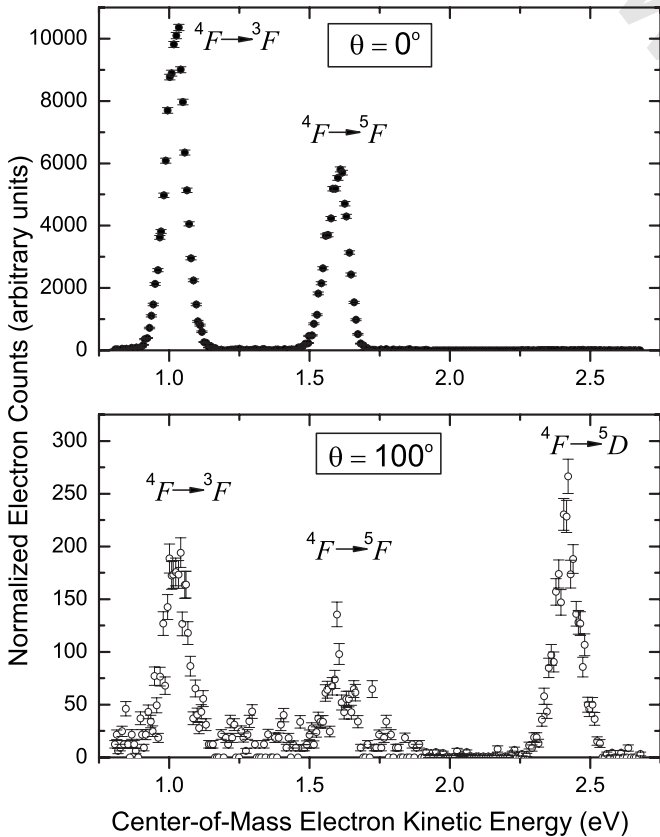 Normalized Electron Counts (arbitrary units)
10000
8000
6000
4000
2000
0
⁴F→³F
θ = 0°
⁴F→⁵F
1.0 1.5 2.0 2.5
300
250
200
150
100
50
0
⁴F→⁵D
θ = 100°
⁴F→³F
⁴F→⁵F
1.0 1.5 2.0 2.5
Center-of-Mass Electron Kinetic Energy (eV)